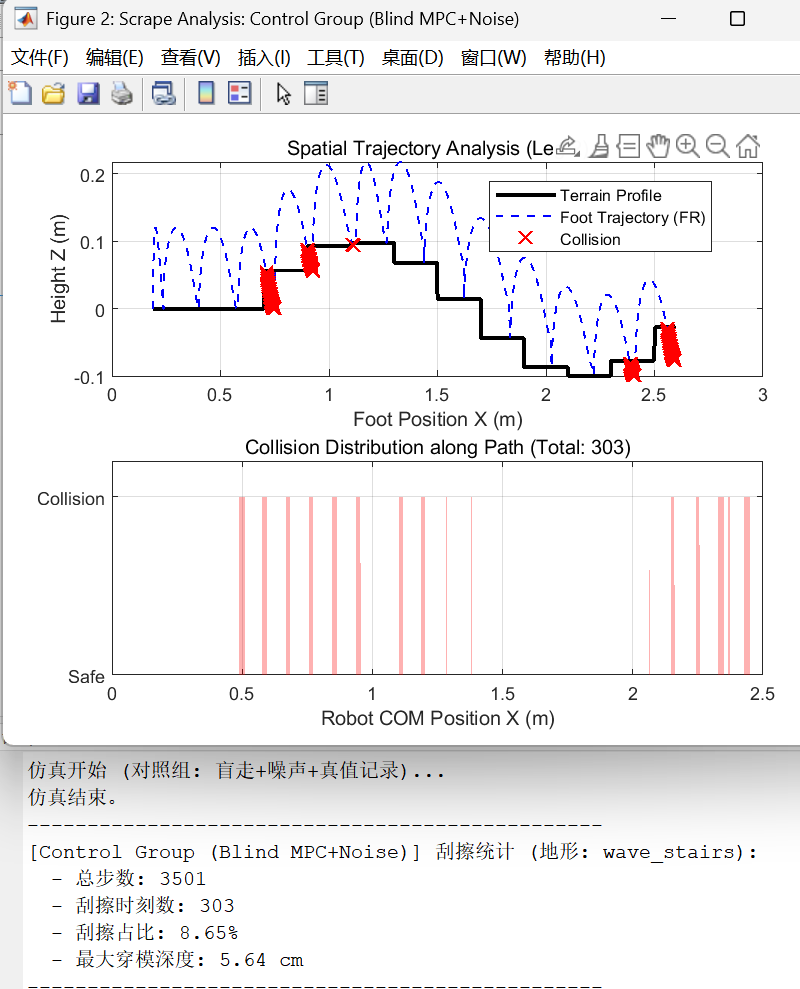 Figure 2: Scrape Analysis: Control Group (Blind MPC+Noise)
文件(F) 编辑(E) 查看(V) 插入(I) 工具(T) 桌面(D) 窗口(W) 帮助(H)
Spatial Trajectory Analysis (Le
0.2
0.1
0
-0.1
Height Z (m)
Terrain Profile
Foot Trajectory (FR)
Collision
0 0.5 1 1.5 2 2.5 3
Foot Position X (m)
Collision Distribution along Path (Total: 303)
Collision
Safe
0 0.5 1 1.5 2 2.5
Robot COM Position X (m)
仿真开始 (对照组: 盲走+噪声+真值记录)...
仿真结束。
------------------------------------------------
[Control Group (Blind MPC+Noise)] 刮擦统计 (地形: wave_stairs):
- 总步数: 3501
- 刮擦时刻数: 303
- 刮擦占比: 8.65%
- 最大穿模深度: 5.64 cm
------------------------------------------------